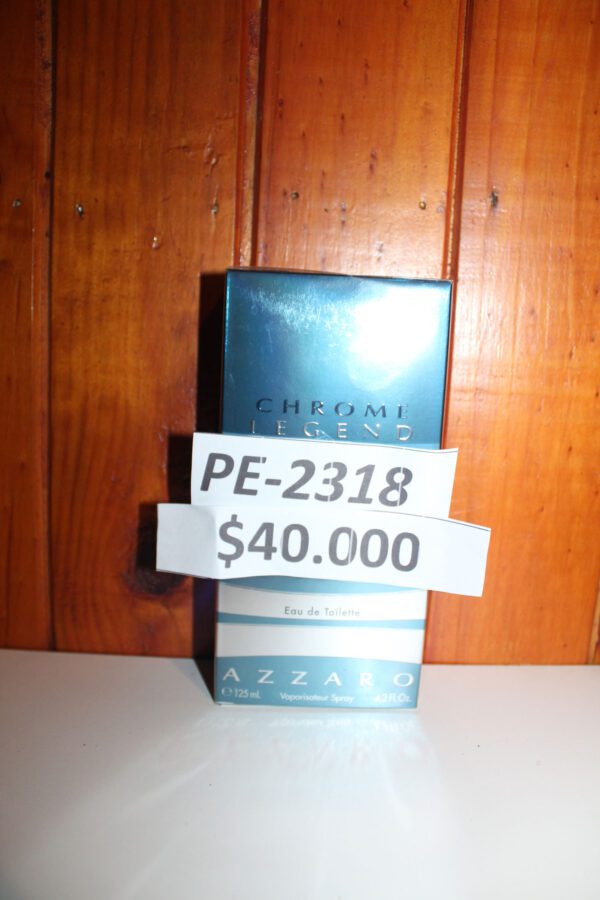 CHROME
LEGEND
PE-2318
$40.000
Eau de Toilette
AZZARO
℮ 125 mL Vaporisateur Spray 4.2 Fl. Oz.